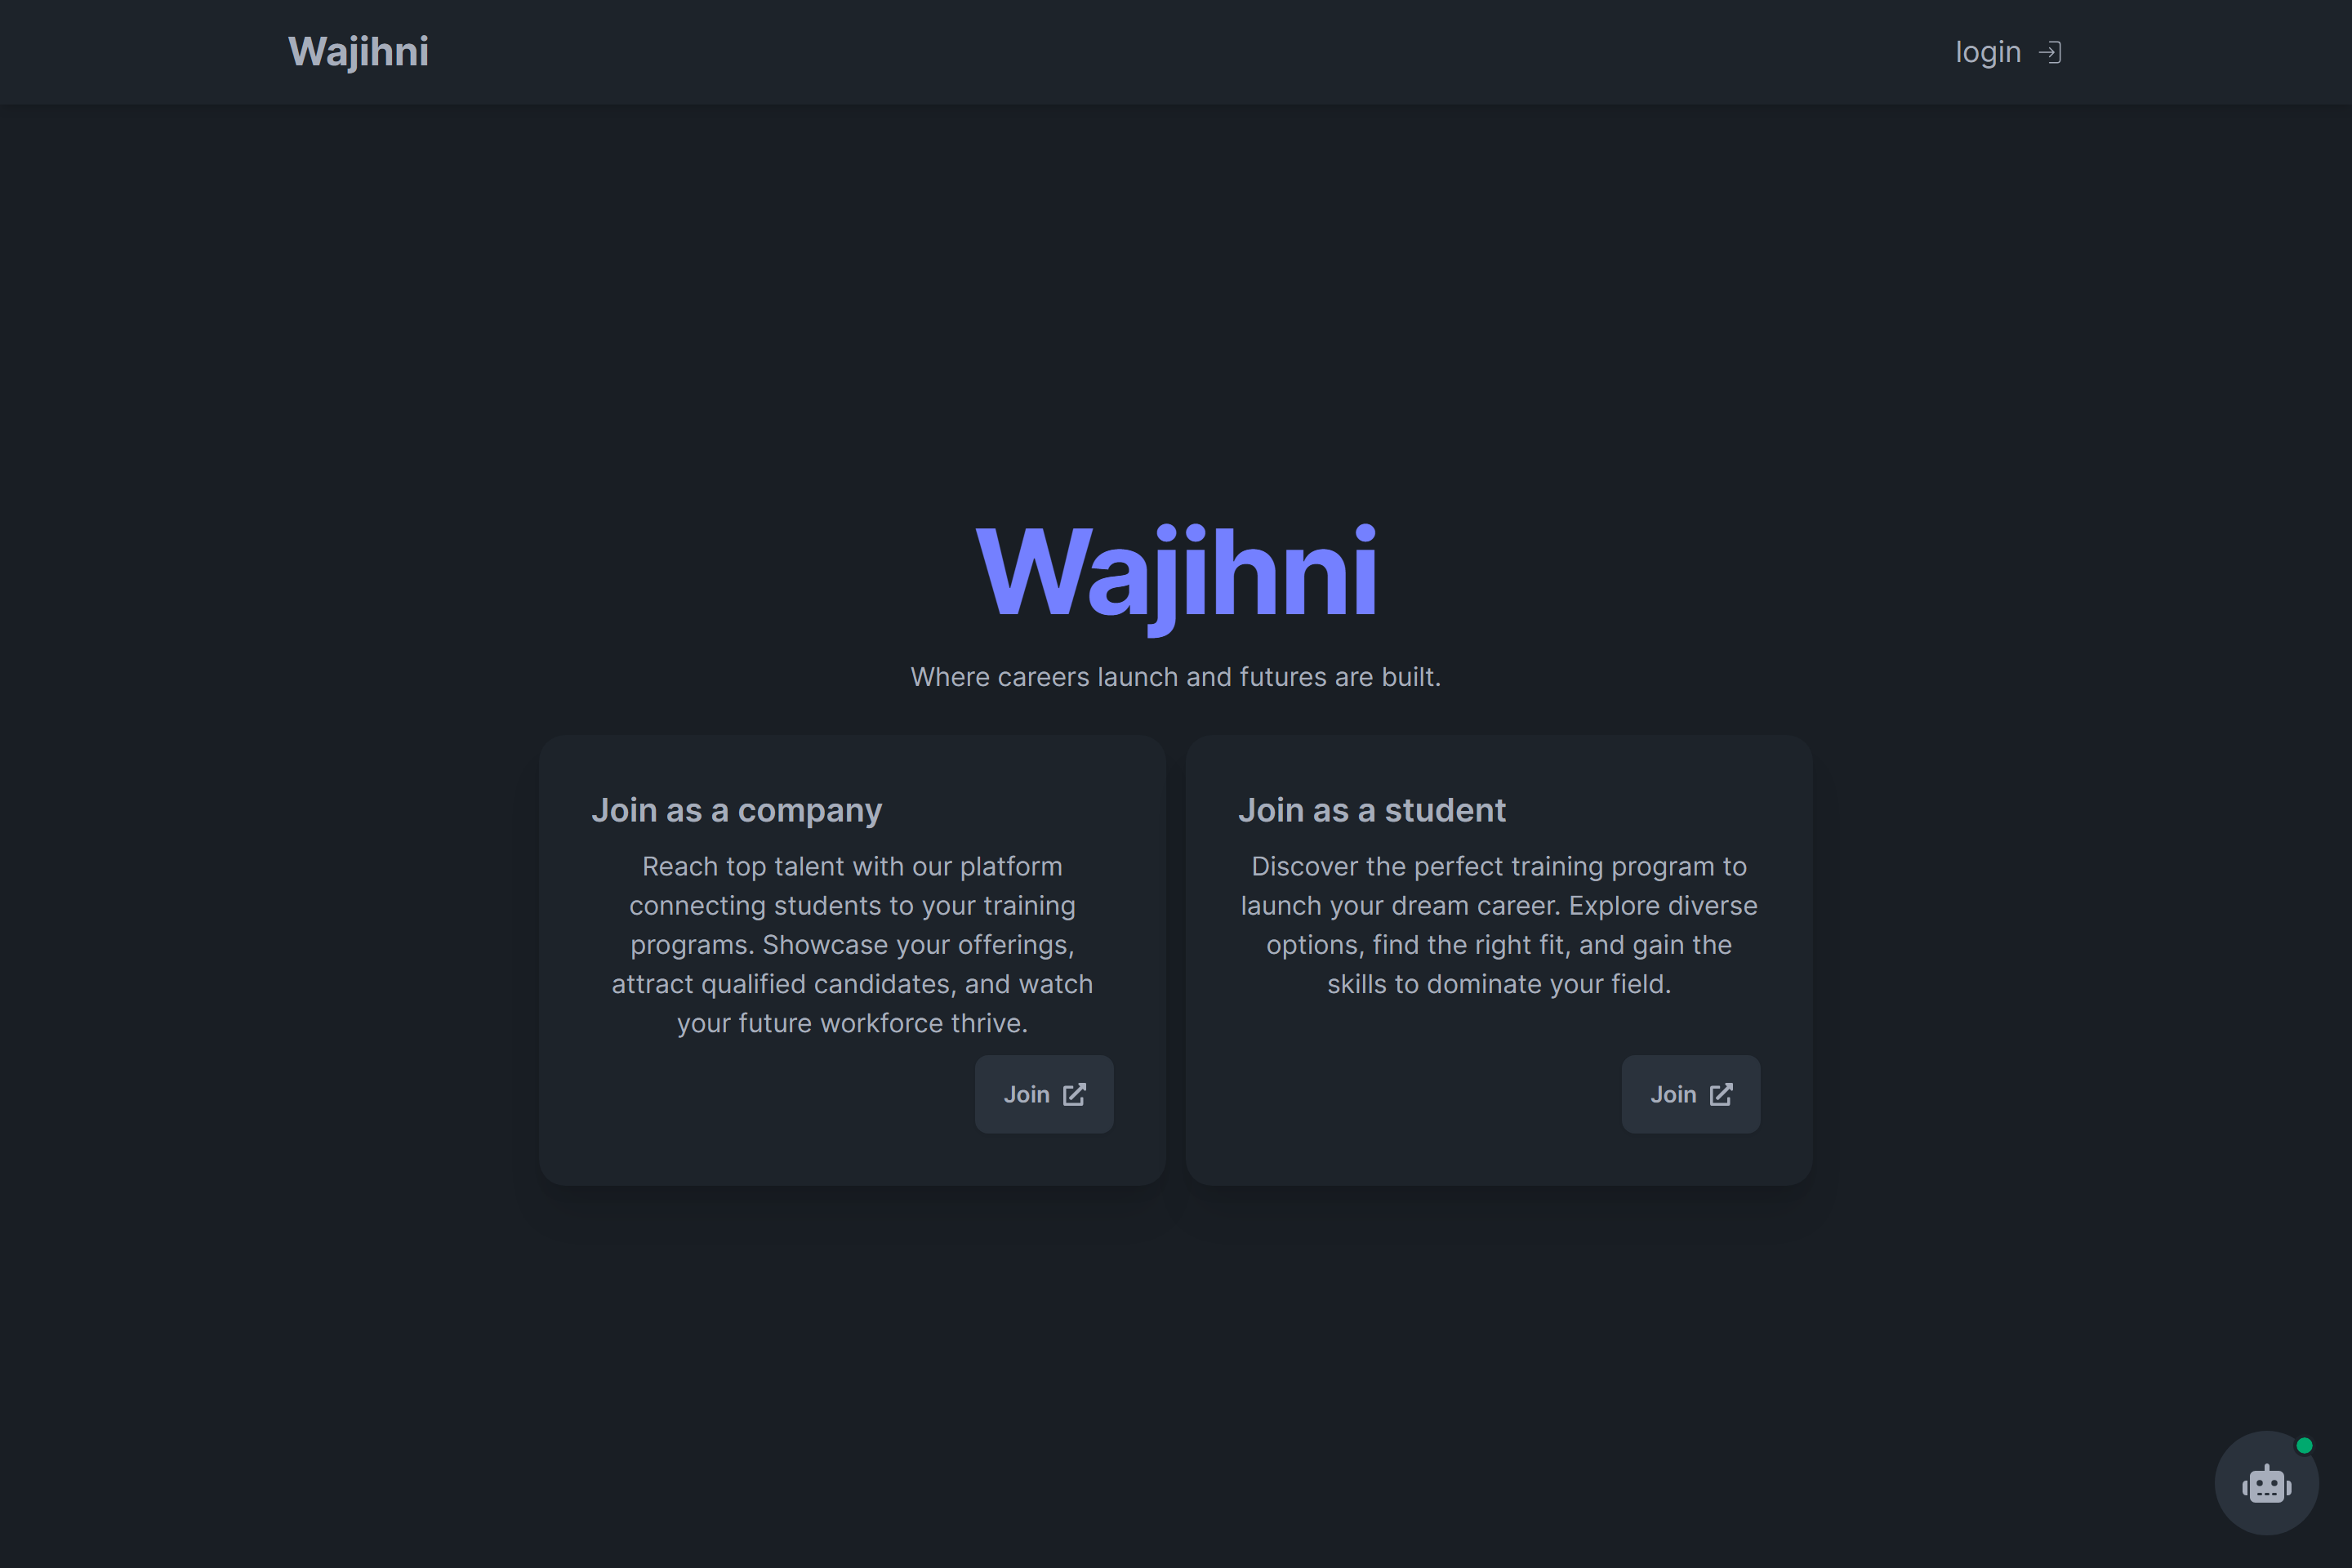 Wajihni
login
Wajihni
Where careers launch and futures are built.
Join as a company
Reach top talent with our platform
connecting students to your training
programs. Showcase your offerings,
attract qualified candidates, and watch
your future workforce thrive.
Join
Join as a student
Discover the perfect training program to
launch your dream career. Explore diverse
options, find the right fit, and gain the
skills to dominate your field.
Join